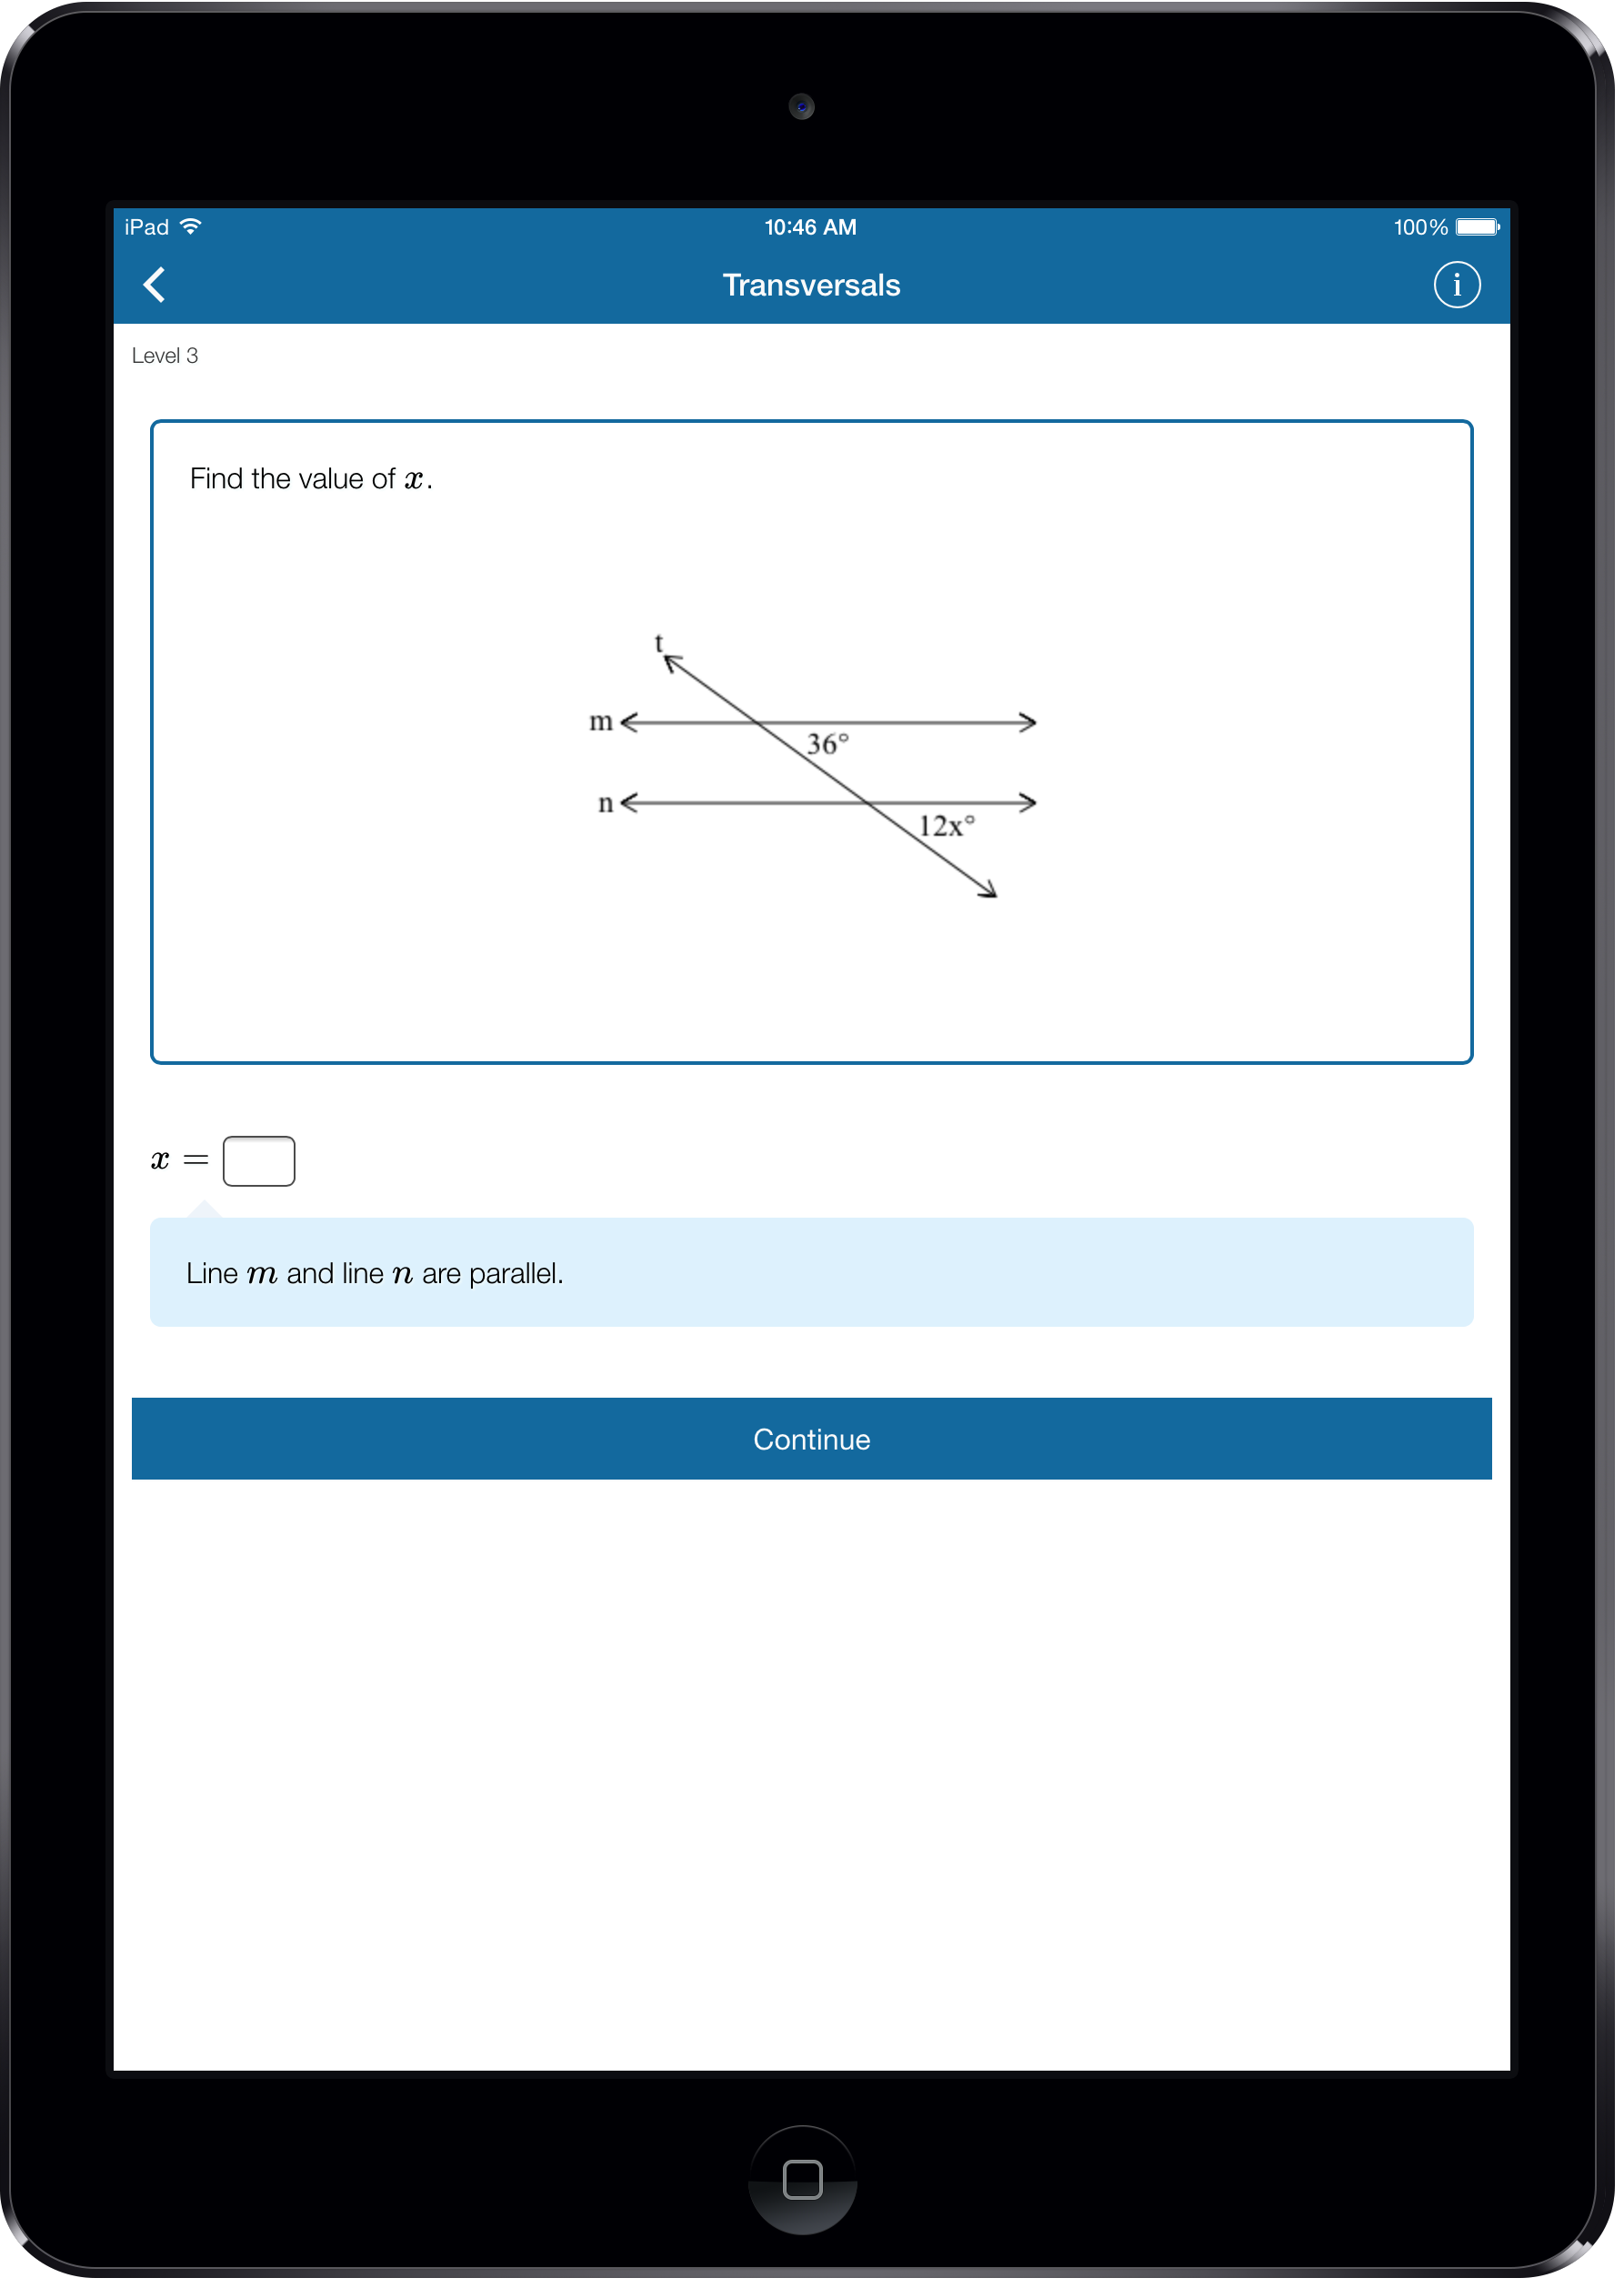 iPad 10:46 AM 100%
Transversals
i
Level 3
Find the value of x.
t
m
36°
n
12x°
x =
Line m and line n are parallel.
Continue